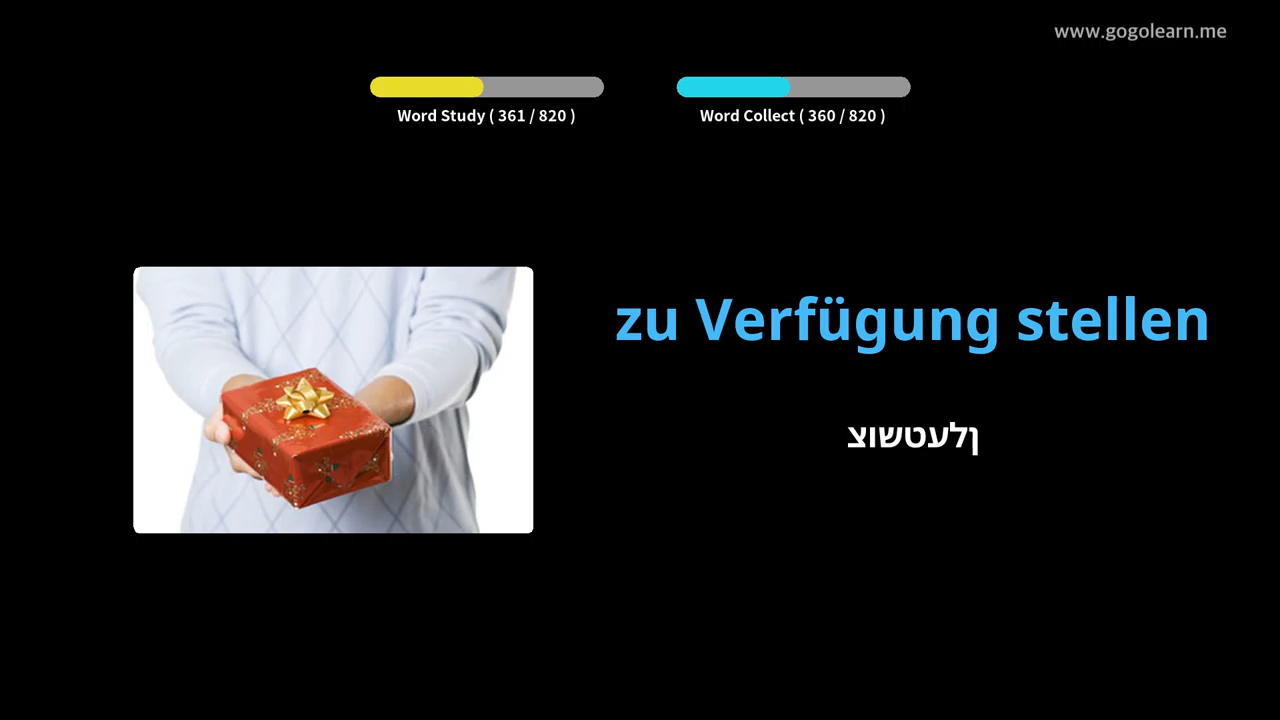 www.gogolearn.me
Word Study ( 361 / 820 )
Word Collect ( 360 / 820 )
zu Verfügung stellen
צושטעלן